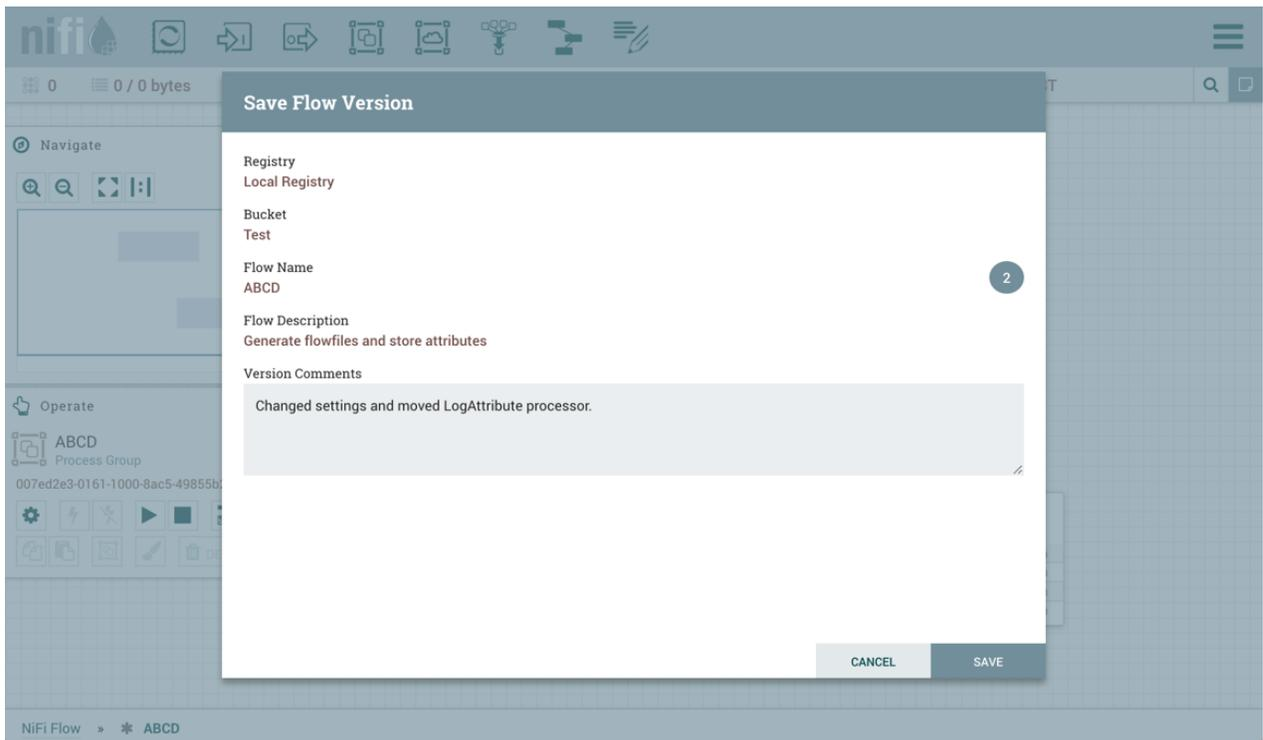 nifi
0 0 / 0 bytes
Save Flow Version
Navigate
Registry
Local Registry
Bucket
Test
Flow Name
ABCD
2
Flow Description
Generate flowfiles and store attributes
Version Comments
Changed settings and moved LogAttribute processor.
Operate
ABCD
Process Group
CANCEL SAVE
NiFi Flow » ABCD